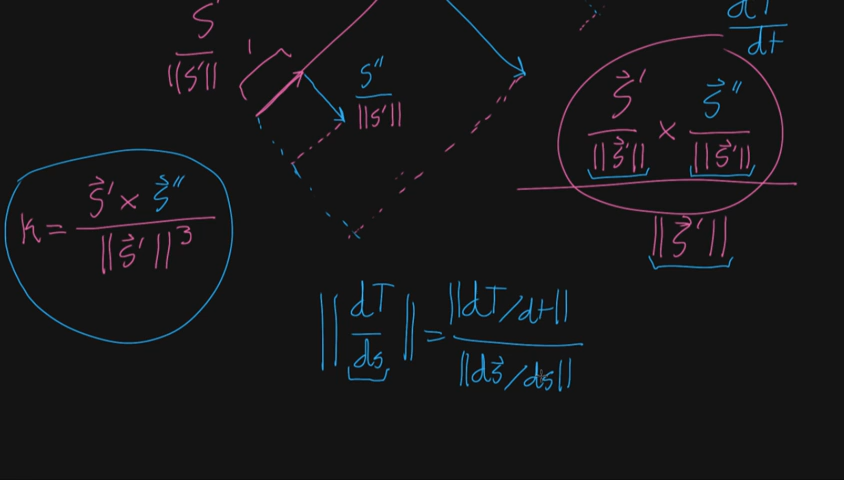 S'
||S'||
1
S''
||S'||
dT
dt
S⃗' × S⃗''
||S⃗'|| ||S⃗'||
||S⃗'||
κ = S⃗' × S⃗''
||S⃗'||³
||dT/ds|| = ||dT/dt||
||ds⃗/ds||